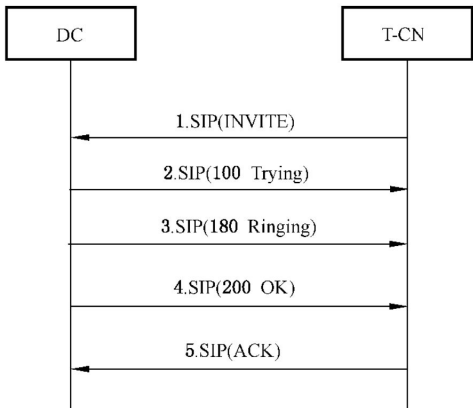 DC
T-CN
1.SIP(INVITE)
2.SIP(100 Trying)
3.SIP(180 Ringing)
4.SIP(200 OK)
5.SIP(ACK)